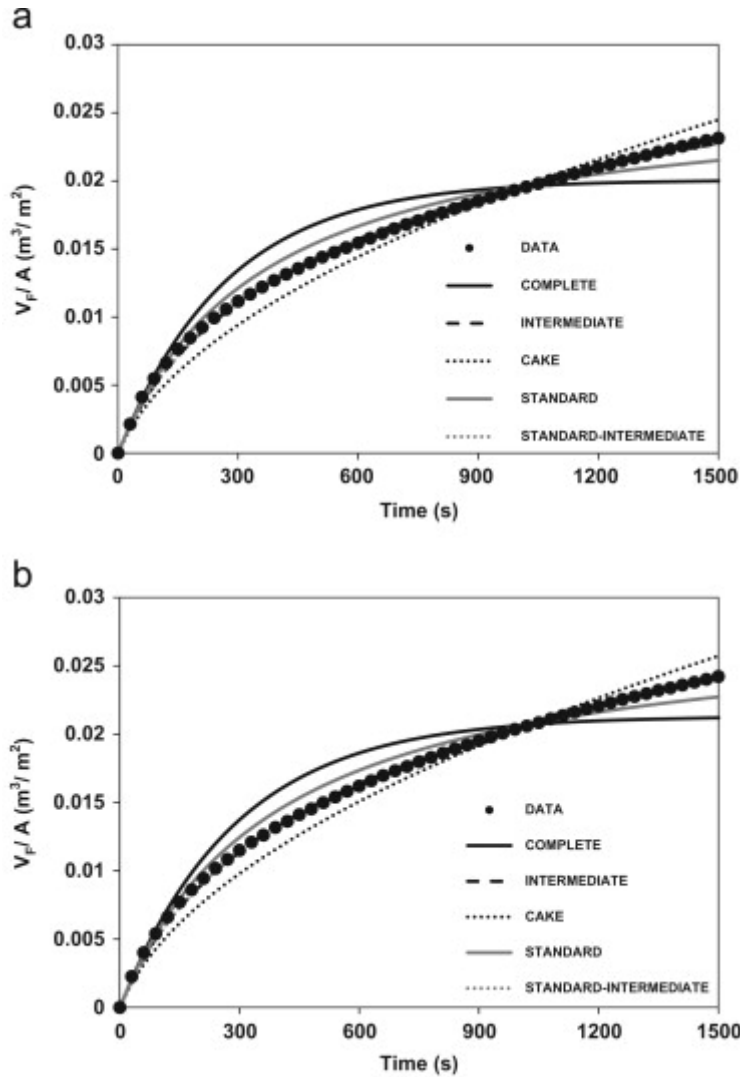 a
0.03
0.025
0.02
0.015
0.01
0.005
0
V_F/ A (m³/ m²)
DATA
COMPLETE
INTERMEDIATE
CAKE
STANDARD
STANDARD-INTERMEDIATE
0 300 600 900 1200 1500
Time (s)
b
0.03
0.025
0.02
0.015
0.01
0.005
0
V_F/ A (m³/ m²)
DATA
COMPLETE
INTERMEDIATE
CAKE
STANDARD
STANDARD-INTERMEDIATE
0 300 600 900 1200 1500
Time (s)